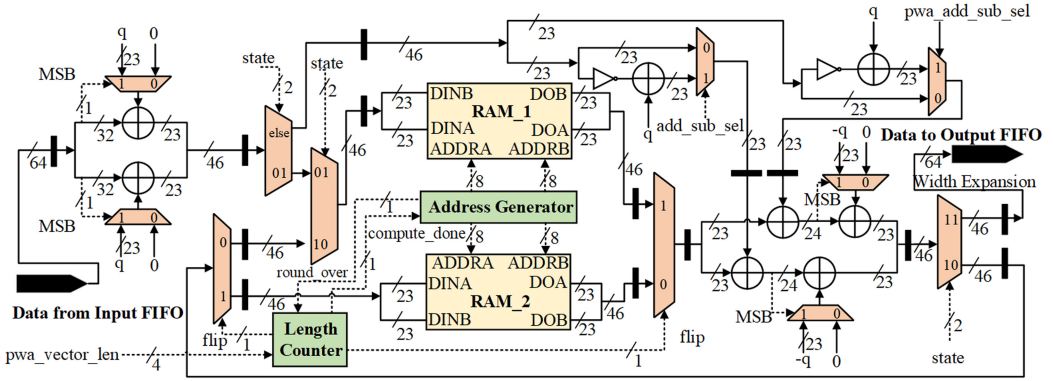 q 0
23
MSB
1 0
1
32 23
64
32 23
46
MSB
1
1 0
23
q 0
Data from Input FIFO
state
2
else
01
state
2
01
10
46
23
23
q
23
0
1
add_sub_sel
23
q
pwa_add_sub_sel
23
23
1
0
46
23
23
DINB DOB
RAM_1
DINA DOA
ADDRA ADDRB
23
23
46
8 8
Address Generator
1
compute_done
1
8 8
round_over
0
1
46
46
23
23
ADDRA ADDRB
RAM_2
DINA DOA
DINB DOB
23
23
46
flip
1
Length
Counter
pwa_vector_len
4
1
flip
1
0
46
23
23
23
23
-q 0
23
MSB
1 0
24
23
24
23
MSB
1 0
23
-q 0
46
11
10
46
46
64
Data to Output FIFO
Width Expansion
2
state